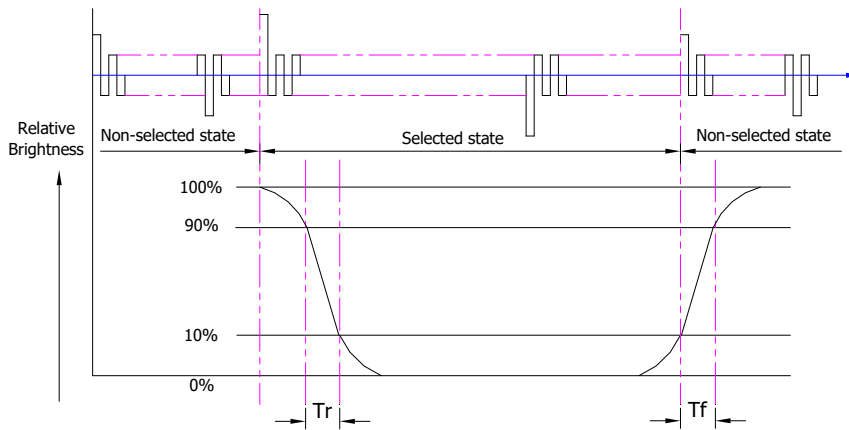 Relative
Brightness
Non-selected state
Selected state
Non-selected state
100%
90%
10%
0%
Tr
Tf